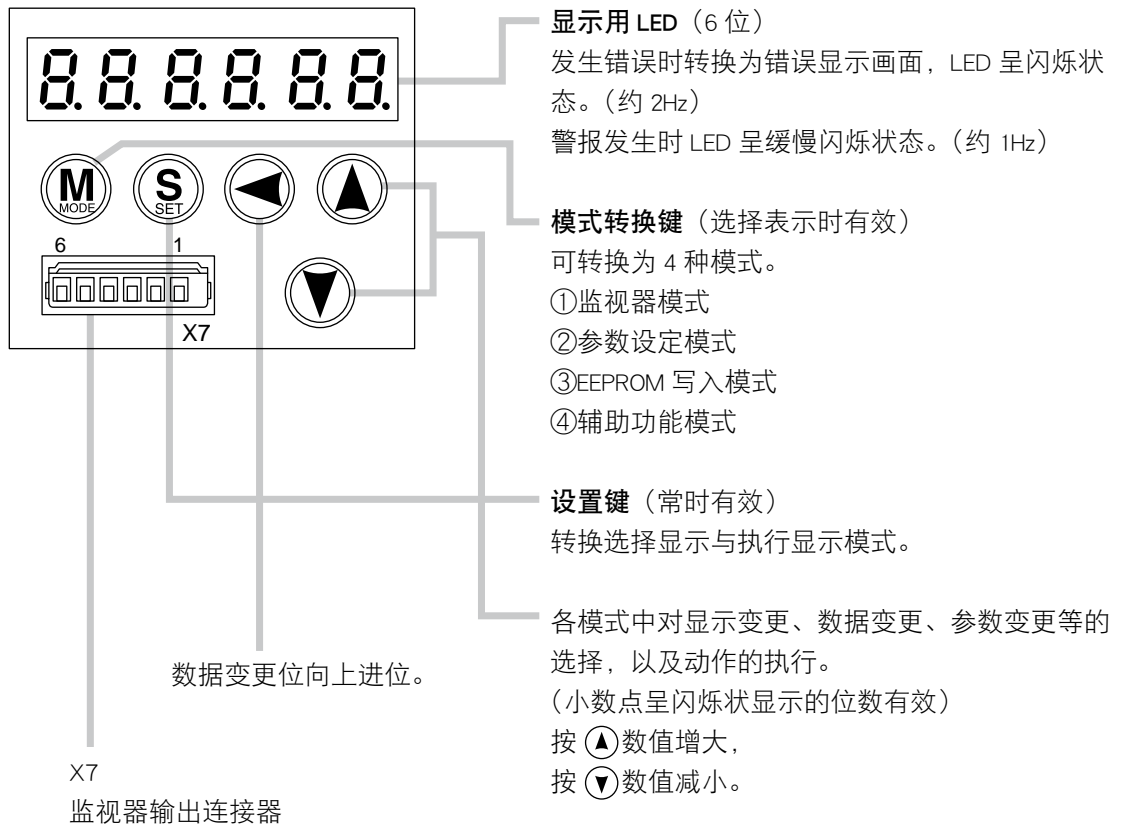 8.8.8.8.8.8.
M
MODE
S
SET
6
1
X7
显示用 LED（6 位）
发生错误时转换为错误显示画面，LED 呈闪烁状
态。（约 2Hz）
警报发生时 LED 呈缓慢闪烁状态。（约 1Hz）
模式转换键（选择表示时有效）
可转换为 4 种模式。
①监视器模式
②参数设定模式
③EEPROM 写入模式
④辅助功能模式
设置键（常时有效）
转换选择显示与执行显示模式。
各模式中对显示变更、数据变更、参数变更等的
选择，以及动作的执行。
（小数点呈闪烁状显示的位数有效）
按▲数值增大，
按▼数值减小。
数据变更位向上进位。
X7
监视器输出连接器